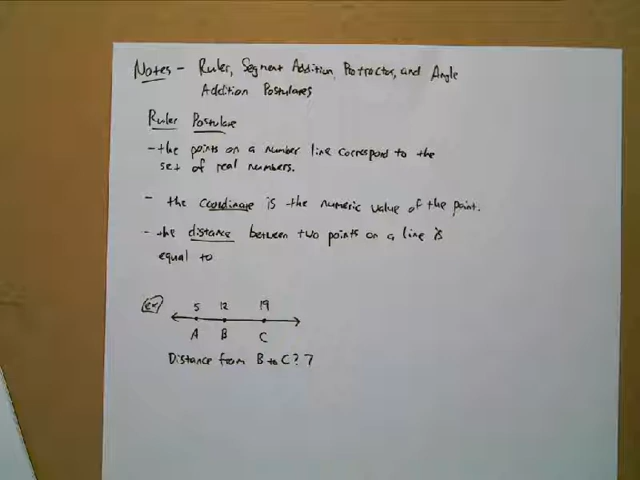 Notes - Ruler, Segment Addition, Protractor, and Angle
Addition Postulates
Ruler Postulate
- the points on a number line correspond to the
set of real numbers.
- the coordinate is the numeric value of the point.
- the distance between two points on a line is
equal to
ex
5 12 19
A B C
Distance from B to C? 7